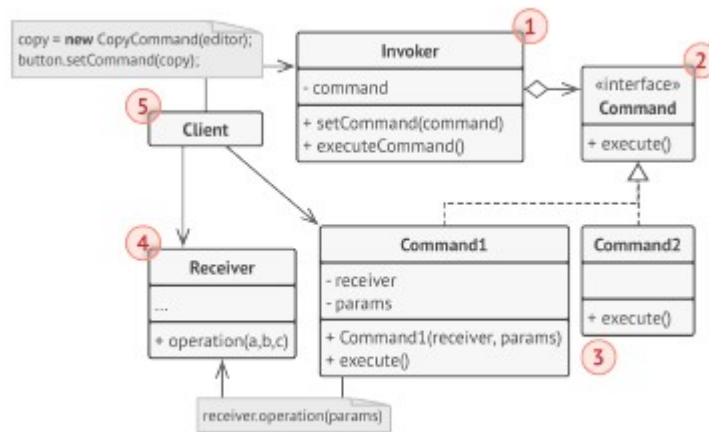 copy = new CopyCommand(editor);
button.setCommand(copy);
1
Invoker
- command
+ setCommand(command)
+ executeCommand()
2
«interface»
Command
+ execute()
5
Client
4
Receiver
...
+ operation(a,b,c)
Command1
- receiver
- params
+ Command1(receiver, params)
+ execute()
Command2
+ execute()
3
receiver.operation(params)